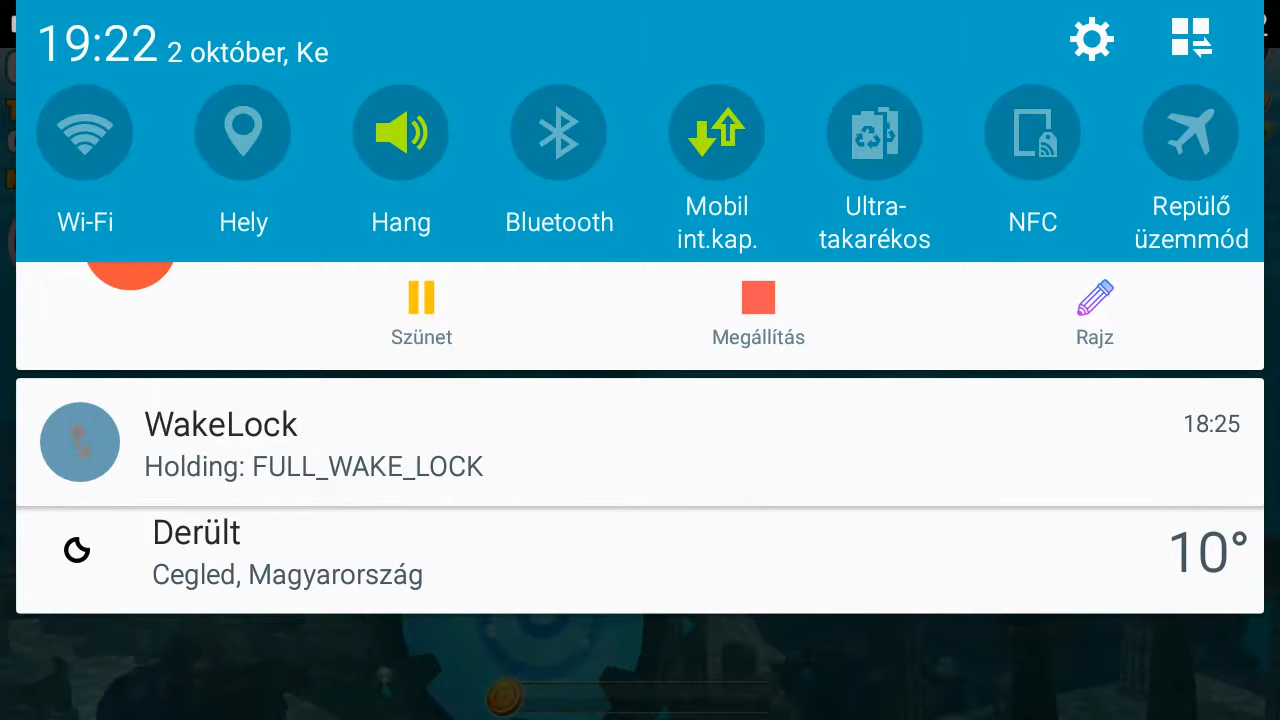 19:22 2 október, Ke
Wi-Fi
Hely
Hang
Bluetooth
Mobil
int.kap.
Ultra-
takarékos
NFC
Repülő
üzemmód
Szünet
Megállítás
Rajz
WakeLock
18:25
Holding: FULL_WAKE_LOCK
Derült
10°
Cegled, Magyarország